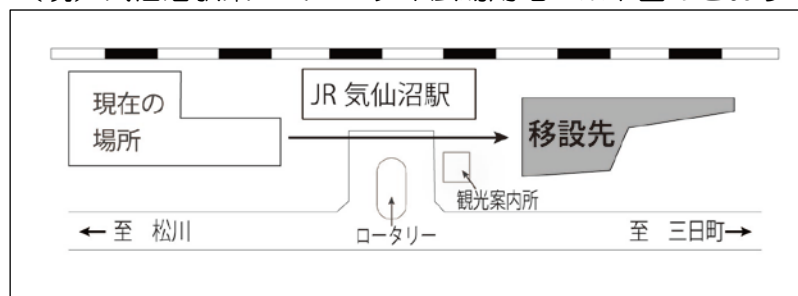 現在の
場所
JR 気仙沼駅
移設先
観光案内所
← 至 松川
ロータリー
至 三日町→